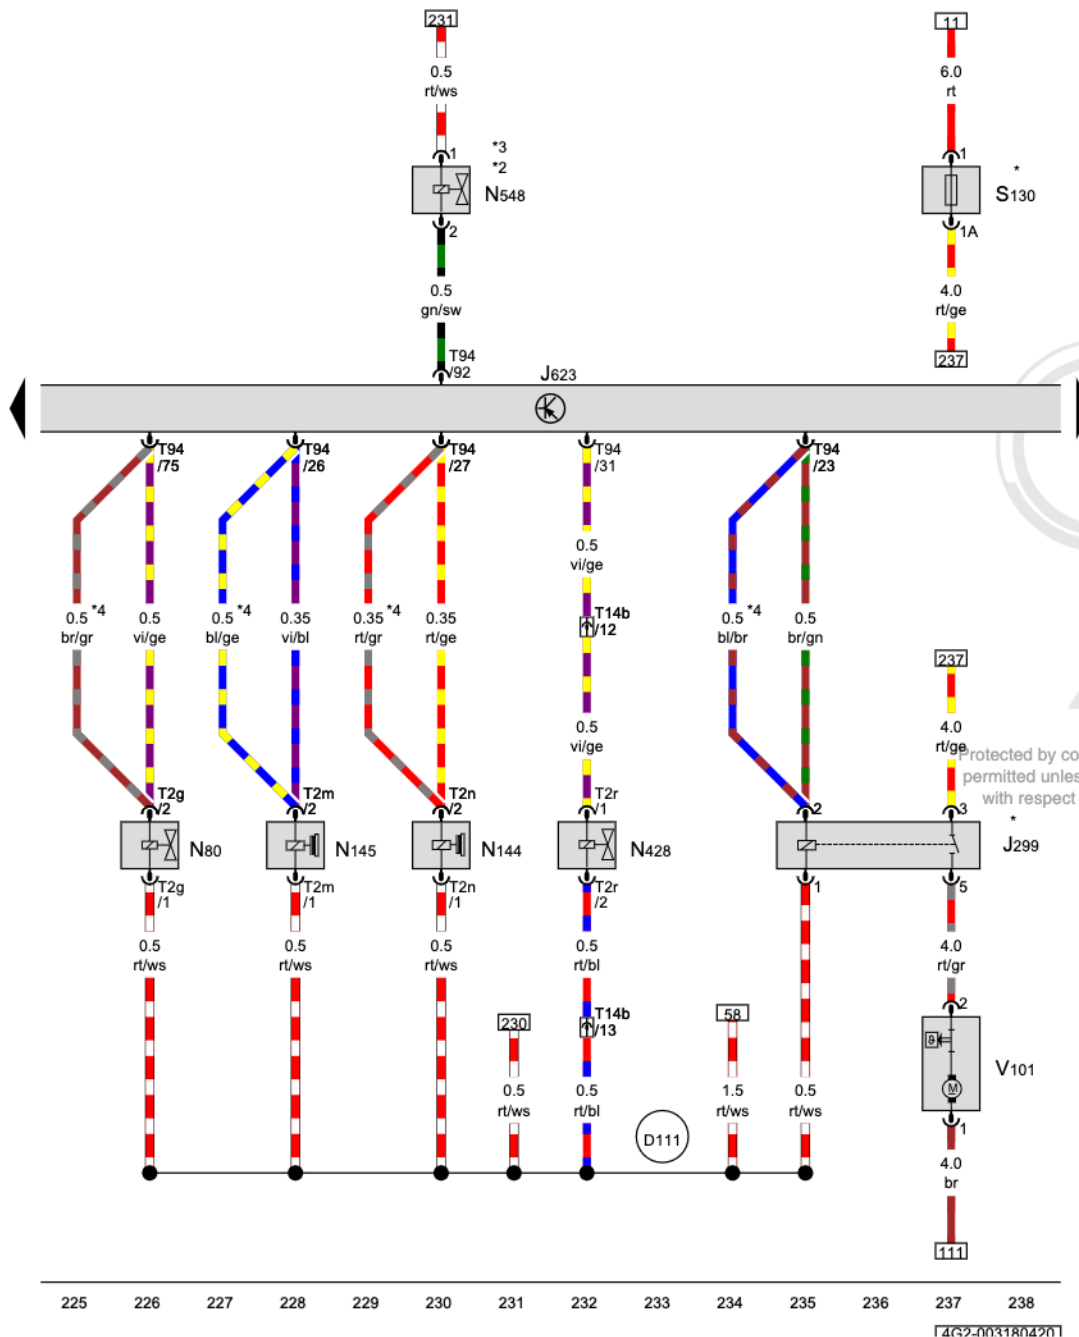 231
11
0.5
rt/ws
6.0
rt
1
*3
*2
N548
1
*
S130
2
1A
0.5
gn/sw
4.0
rt/ge
T94
/92
237
J623
T94
/75
T94
/26
T94
/27
T94
/31
T94
/23
0.5
vi/ge
0.5 *4
br/gr
0.5
vi/ge
0.5 *4
bl/ge
0.35
vi/bl
0.35 *4
rt/gr
0.35
rt/ge
T14b
/12
0.5 *4
bl/br
0.5
br/gn
237
0.5
vi/ge
4.0
rt/ge
Protected by co
permitted unles
with respect
T2g
/2
T2m
/2
T2n
/2
T2r
/1
2
3
*
N80
N145
N144
N428
J299
T2g
/1
T2m
/1
T2n
/1
T2r
/2
1
5
0.5
rt/ws
0.5
rt/ws
0.5
rt/ws
0.5
rt/bl
4.0
rt/gr
2
230
T14b
/13
58
ϑ
M
V101
0.5
rt/ws
0.5
rt/bl
1.5
rt/ws
0.5
rt/ws
D111
1
4.0
br
111
225 226 227 228 229 230 231 232 233 234 235 236 237 238
4G2-003180420